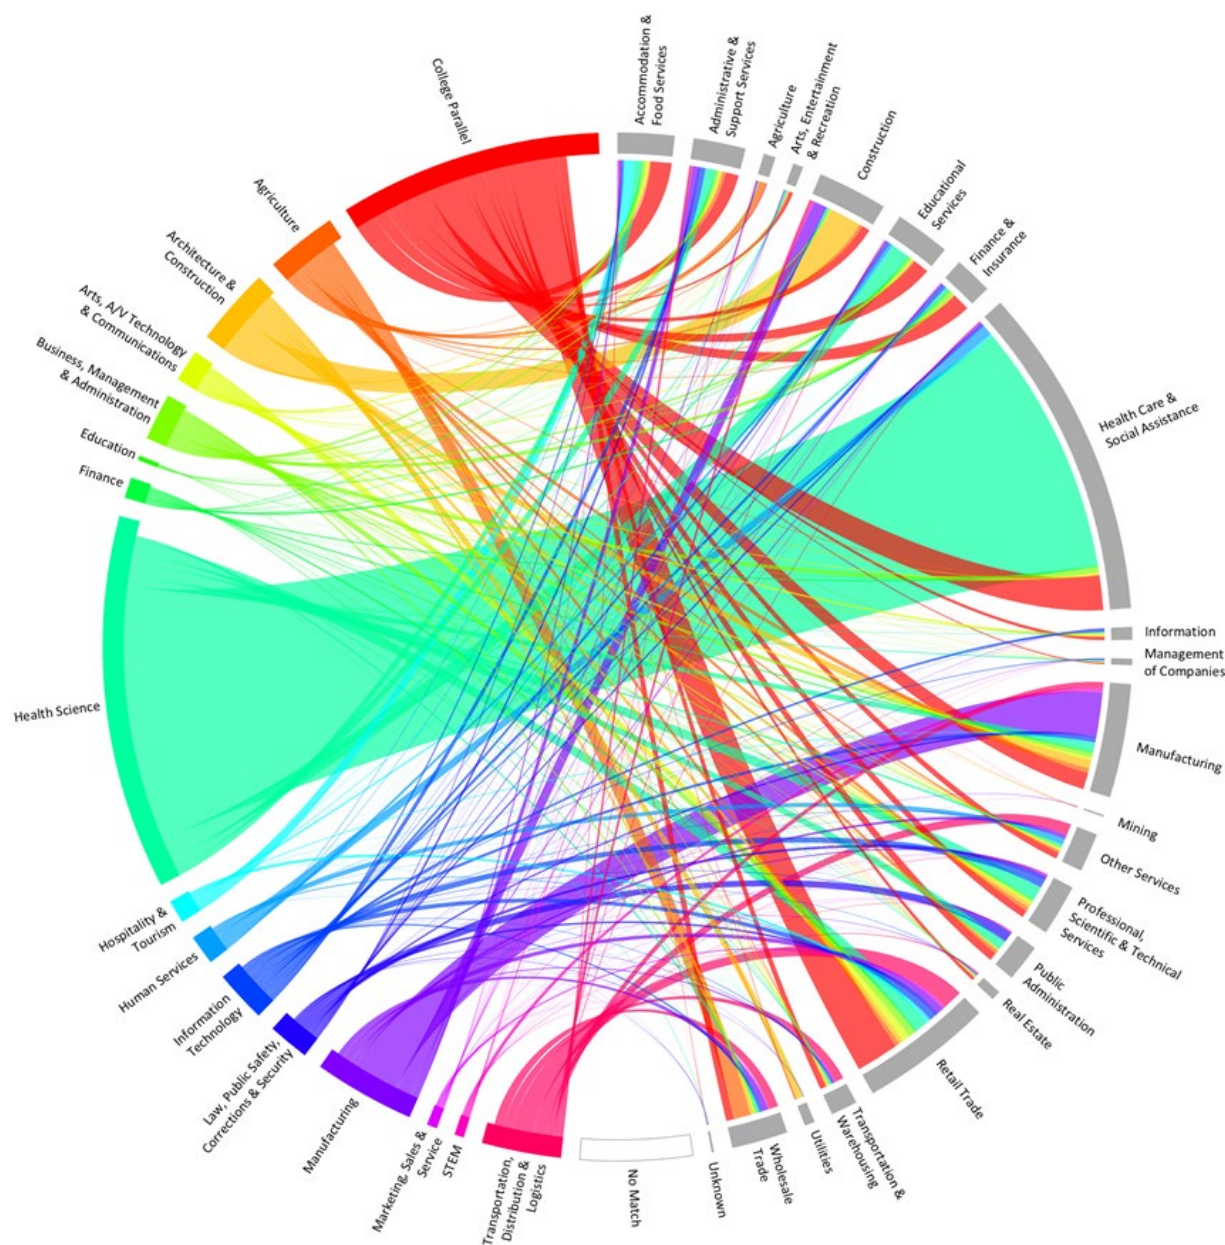 College Parallel
Accommodation &
Food Services
Administrative &
Support Services
Agriculture
Arts, Entertainment
& Recreation
Construction
Educational
Services
Finance &
Insurance
Health Care &
Social Assistance
Information
Management
of Companies
Manufacturing
Mining
Other Services
Professional,
Scientific & Technical
Services
Public
Administration
Real Estate
Retail Trade
Transportation &
Warehousing
Utilities
Wholesale
Trade
Unknown
No Match
Transportation,
Distribution &
Logistics
STEM
Marketing, Sales &
Service
Manufacturing
Law, Public Safety,
Corrections & Security
Information
Technology
Human Services
Hospitality &
Tourism
Health Science
Finance
Education
Business, Management
& Administration
Arts, A/V Technology
& Communications
Architecture &
Construction
Agriculture